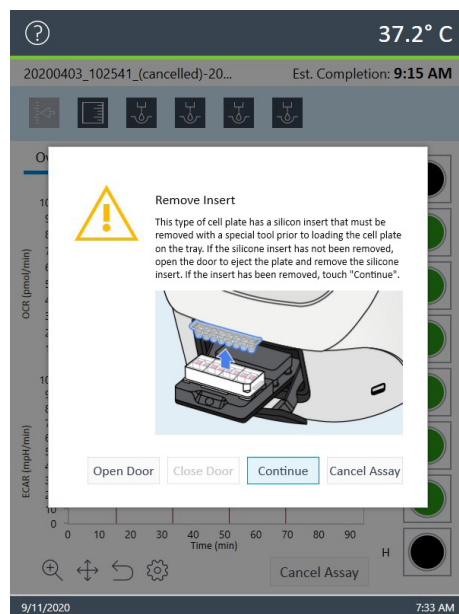 ?
37.2° C
20200403_102541_(cancelled)-20...
Est. Completion: 9:15 AM
Remove Insert
This type of cell plate has a silicon insert that must be
removed with a special tool prior to loading the cell plate
on the tray. If the silicone insert has not been removed,
open the door to eject the plate and remove the silicone
insert. If the insert has been removed, touch "Continue".
Open Door
Close Door
Continue
Cancel Assay
OCR (pmol/min)
ECAR (mpH/min)
0
0 10 20 30 40 50 60 70 80 90
Time (min)
H
Cancel Assay
9/11/2020
7:33 AM